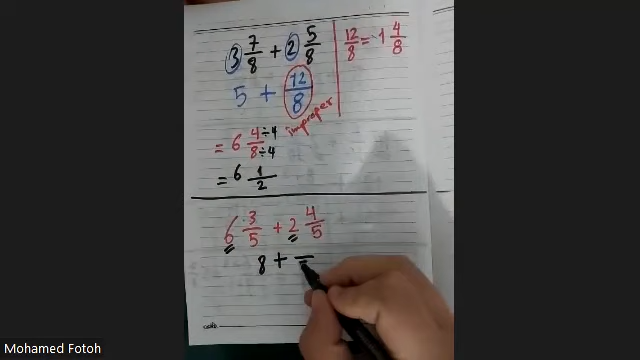 3 7/8 + 2 5/8
12/8 = 1 4/8
5 + 12/8
improper
= 6 4÷4/8÷4
= 6 1/2
6 3/5 + 2 4/5
8 +
Mohamed Fotoh